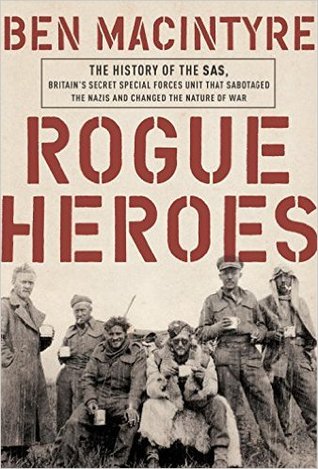 BEN MACINTYRE
THE HISTORY OF THE SAS,
BRITAIN'S SECRET SPECIAL FORCES UNIT THAT SABOTAGED
THE NAZIS AND CHANGED THE NATURE OF WAR
ROGUE
HEROES